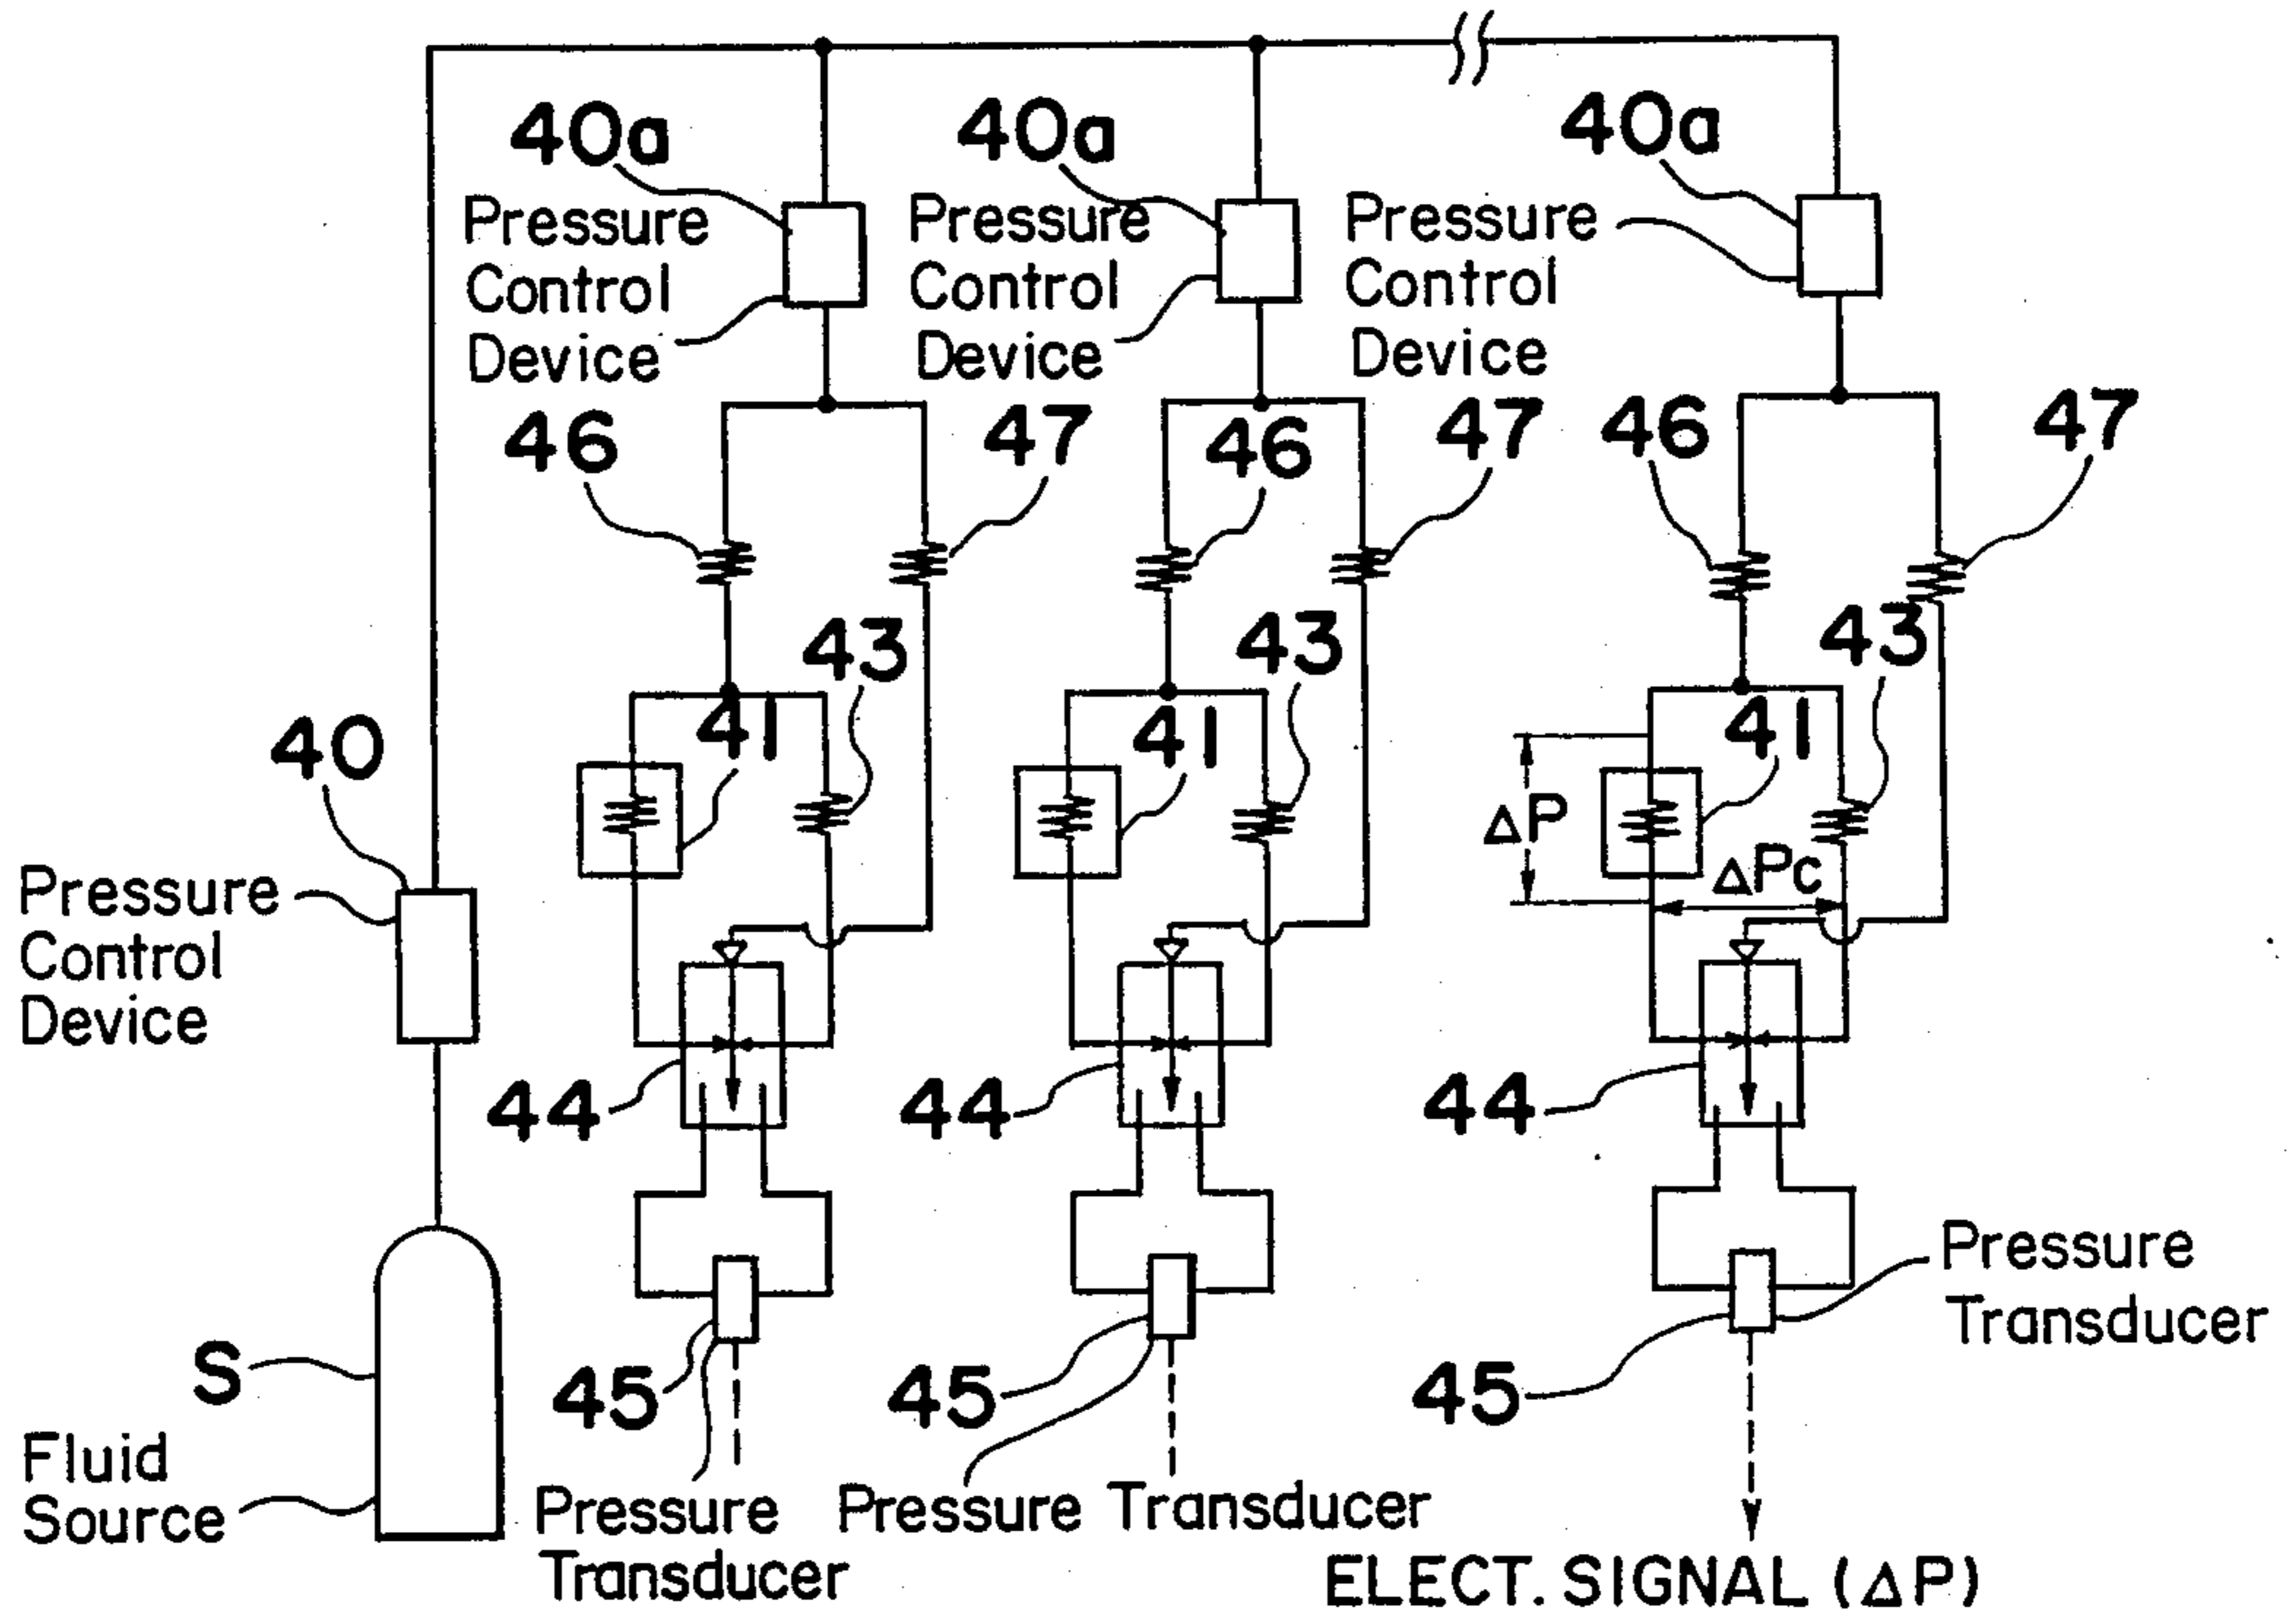 40a
40a
40a
Pressure
Control
Device
Pressure
Control
Device
Pressure
Control
Device
46
47
46
47
46
47
43
43
43
41
41
41
40
ΔP
ΔPc
Pressure
Control
Device
44
44
44
Pressure
Transducer
S
45
45
45
Fluid
Source
Pressure
Transducer
Pressure Transducer
ELECT. SIGNAL (ΔP)